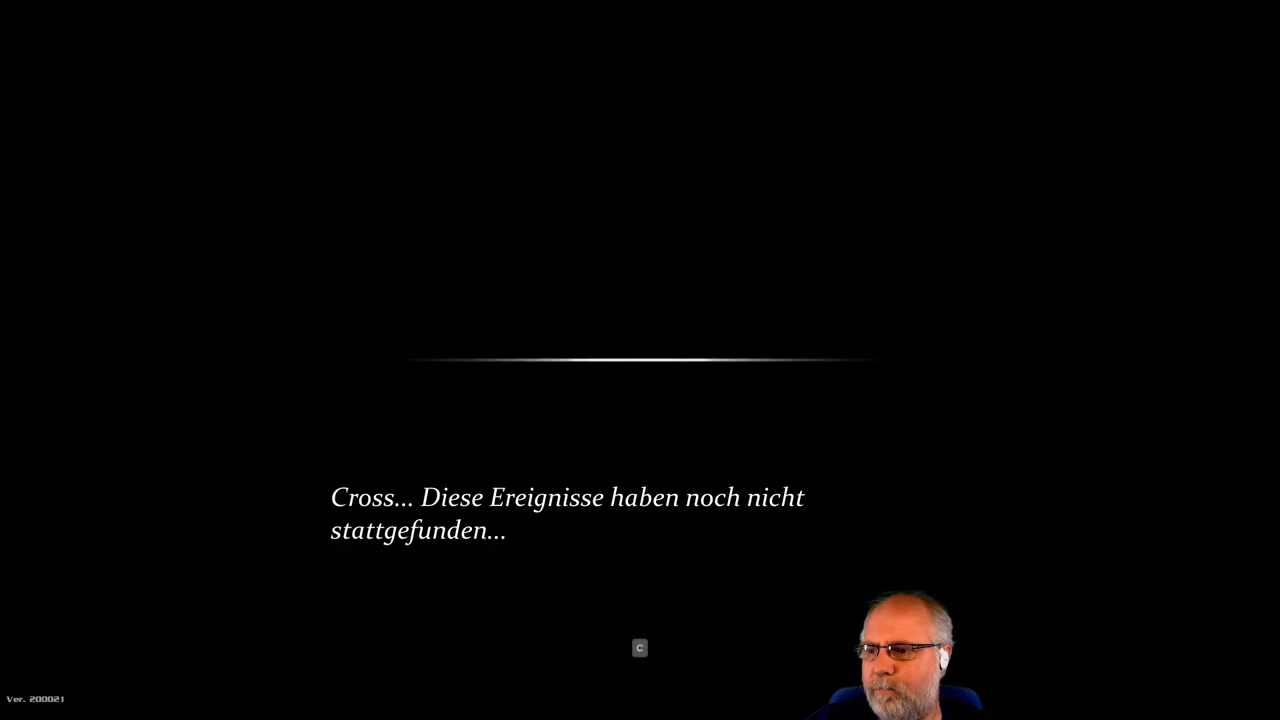 Cross... Diese Ereignisse haben noch nicht
stattgefunden...
C
Ver. 200021